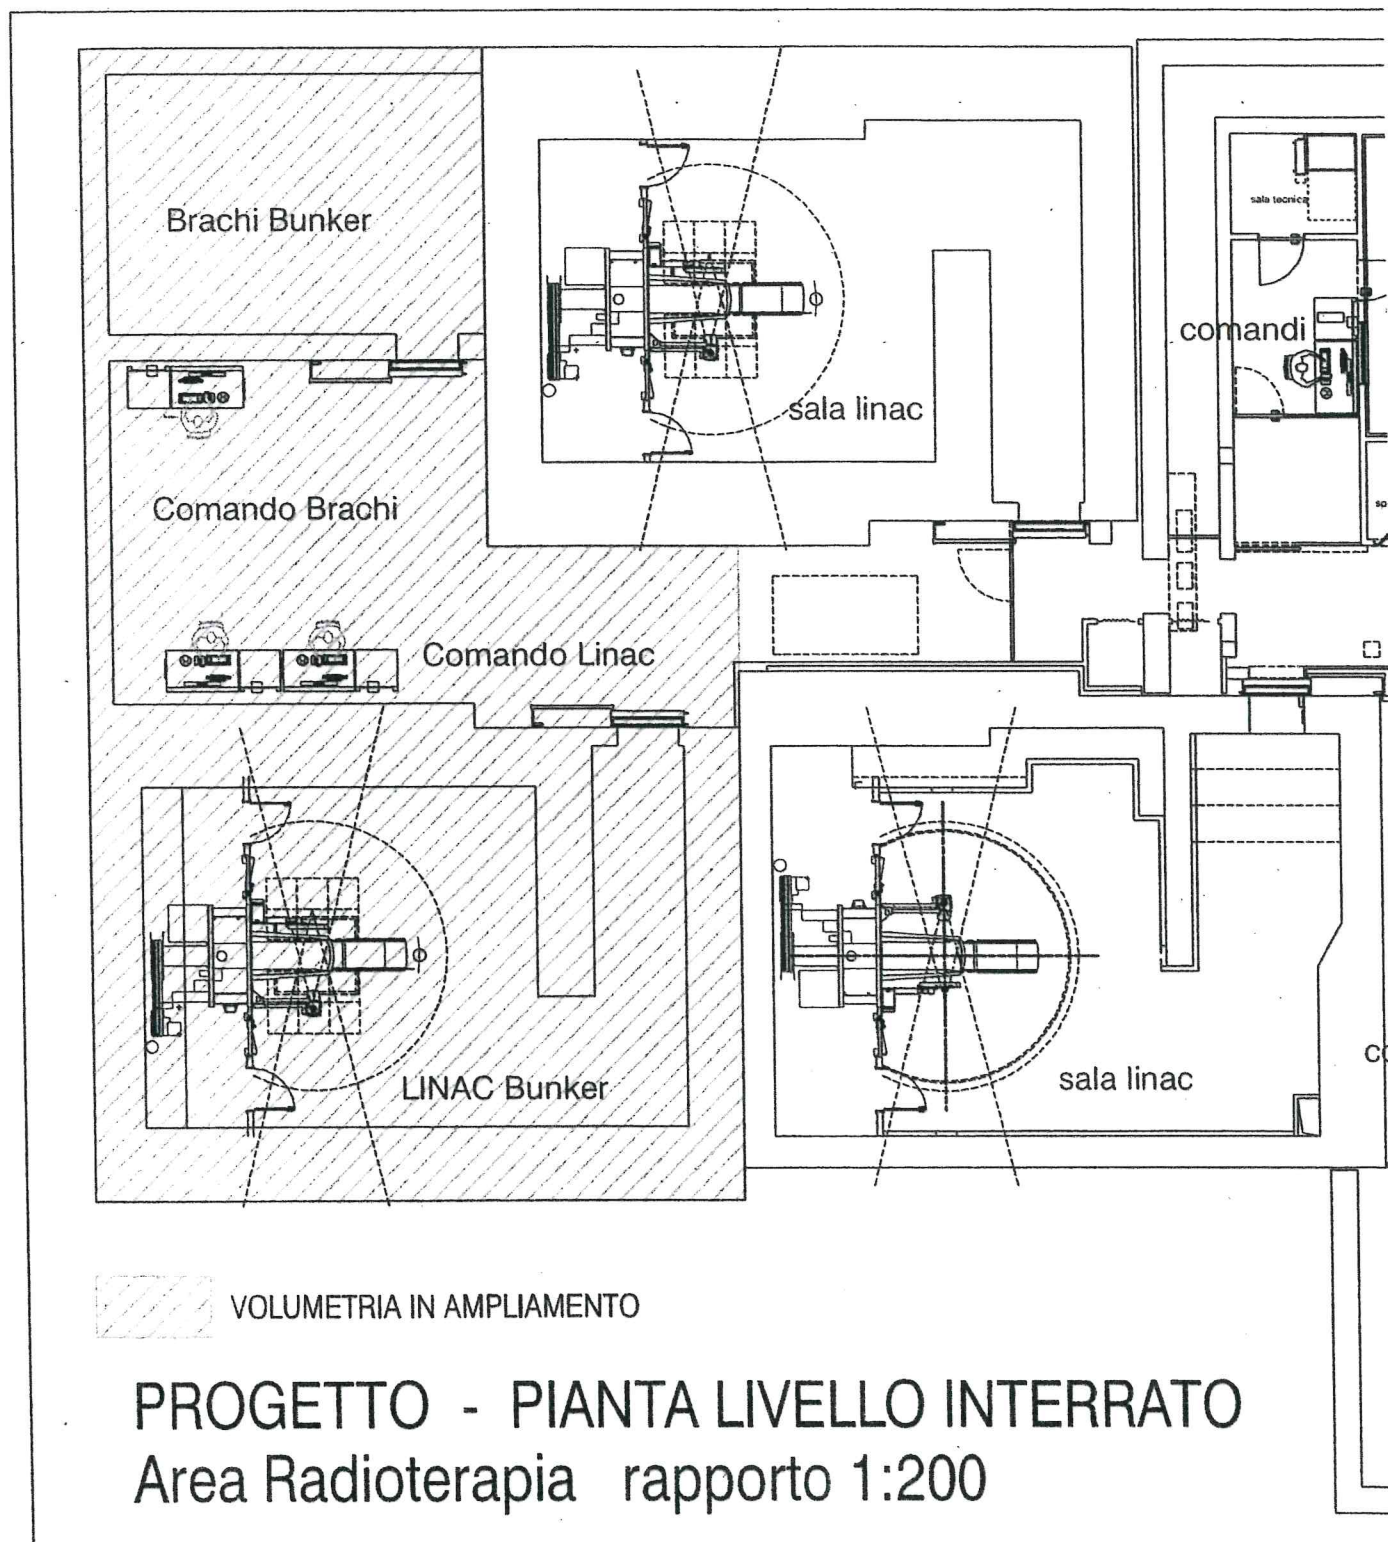 Brachi Bunker
sala tecnica
comandi
sala linac
Comando Brachi
Comando Linac
LINAC Bunker
sala linac
VOLUMETRIA IN AMPLIAMENTO
PROGETTO - PIANTA LIVELLO INTERRATO
Area Radioterapia rapporto 1:200